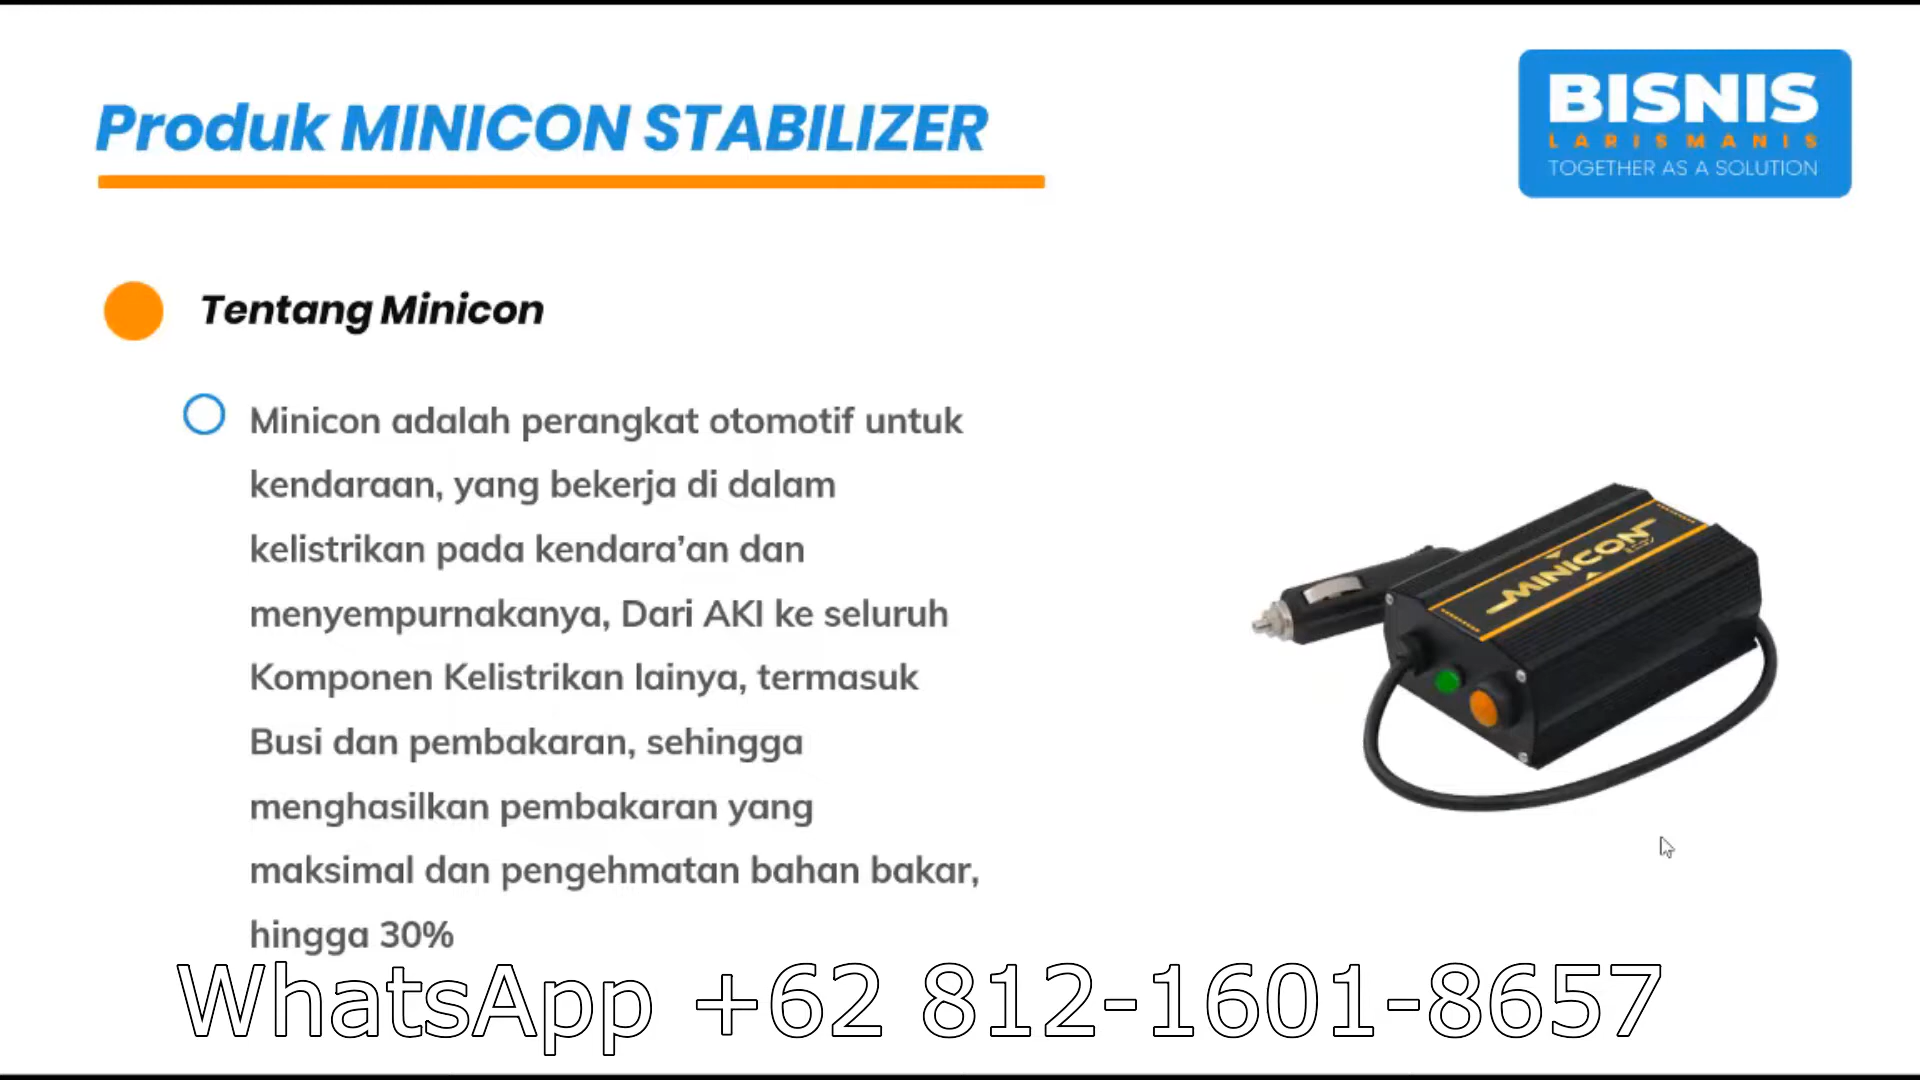 Produk MINICON STABILIZER
BISNIS
LARISMANIS
TOGETHER AS A SOLUTION
Tentang Minicon
Minicon adalah perangkat otomotif untuk
kendaraan, yang bekerja di dalam
kelistrikan pada kendara’an dan
menyempurnakanya, Dari AKI ke seluruh
Komponen Kelistrikan lainya, termasuk
Busi dan pembakaran, sehingga
menghasilkan pembakaran yang
maksimal dan pengehmatan bahan bakar,
hingga 30%
MINICON
WhatsApp +62 812-1601-8657